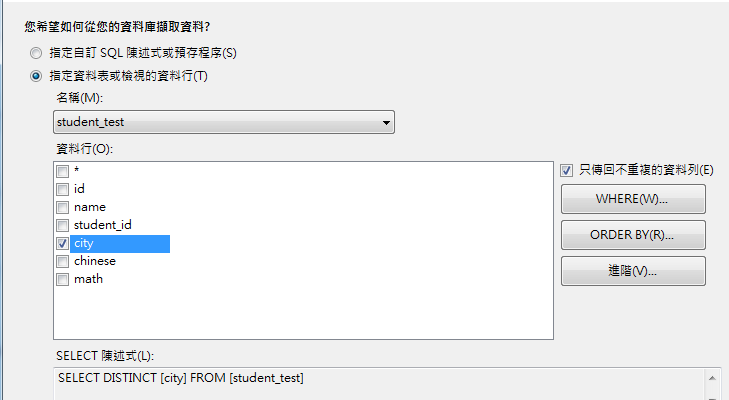 您希望如何從您的資料庫擷取資料?
指定自訂 SQL 陳述式或預存程序(S)
指定資料表或檢視的資料行(T)
名稱(M):
student_test
資料行(O):
*
id
name
student_id
city
chinese
math
只傳回不重複的資料列(E)
WHERE(W)...
ORDER BY(R)...
進階(V)...
SELECT 陳述式(L):
SELECT DISTINCT [city] FROM [student_test]